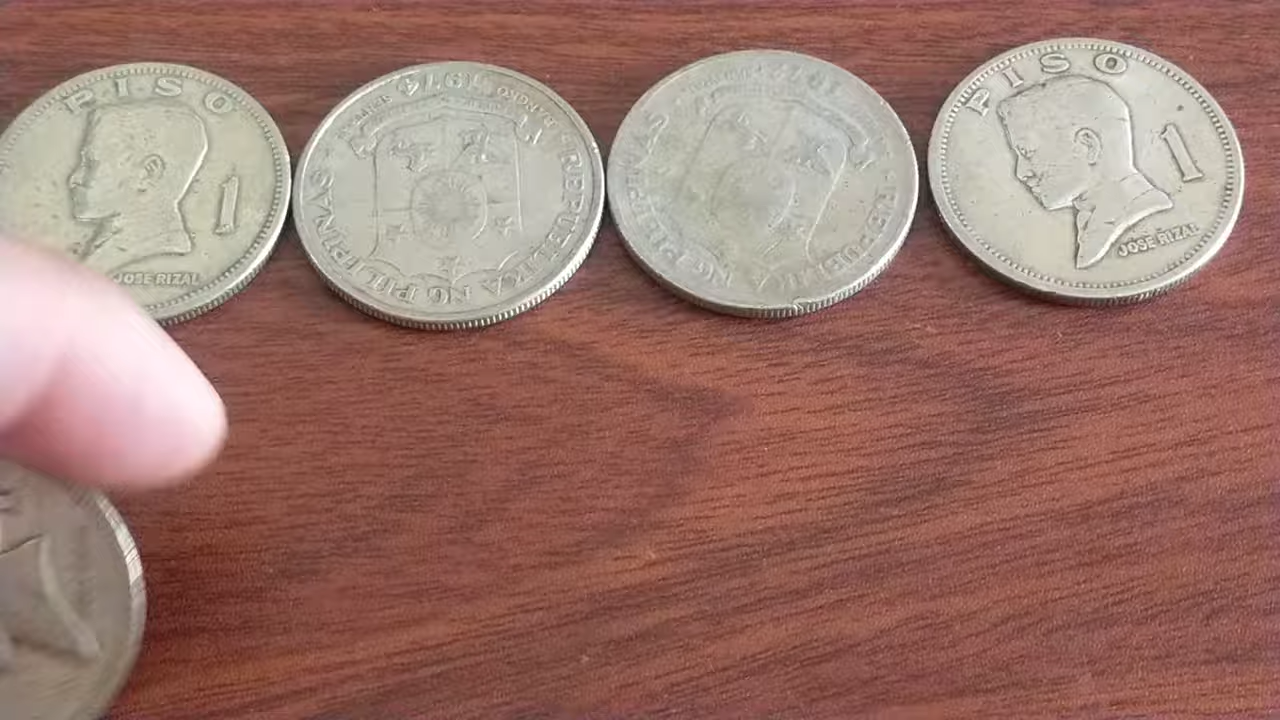 PISO
1
JOSE RIZAL
1974
REPUBLIKA NG PILIPINAS
REPUBLIKA
NG PILIPINAS
PISO
1
JOSE RIZAL